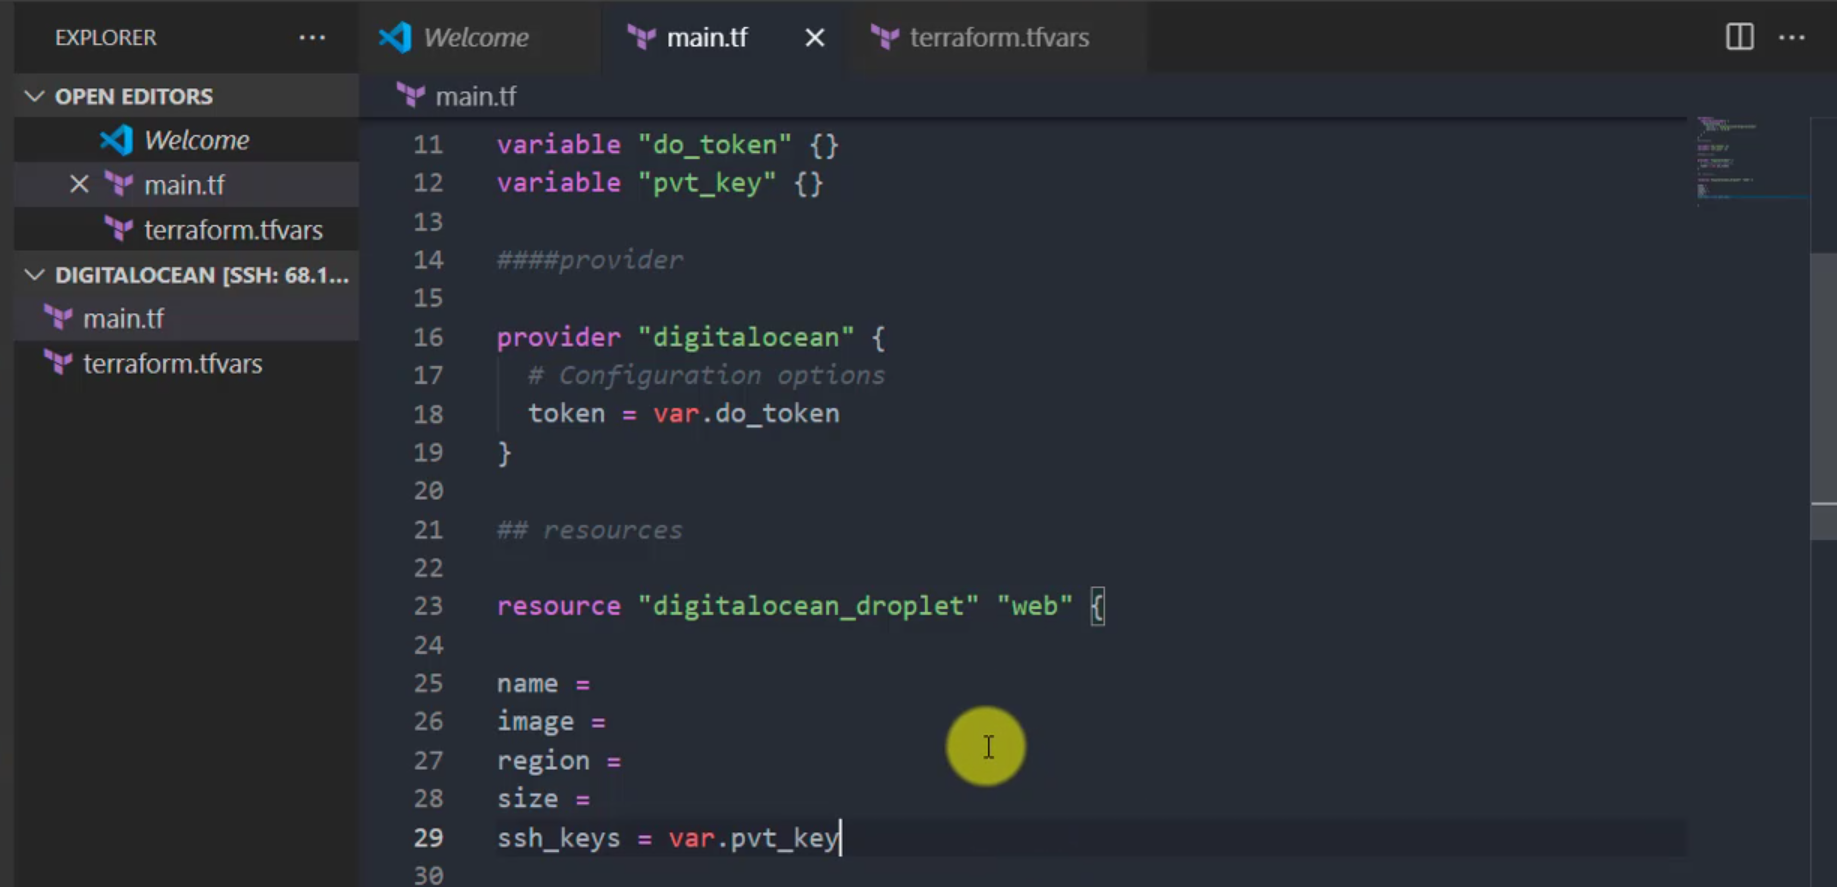 EXPLORER ...
OPEN EDITORS
Welcome
main.tf
terraform.tfvars
DIGITALOCEAN [SSH: 68.1...
main.tf
terraform.tfvars
Welcome main.tf terraform.tfvars ...
main.tf
11 variable "do_token" {}
12 variable "pvt_key" {}
13
14 ####provider
15
16 provider "digitalocean" {
17 # Configuration options
18 token = var.do_token
19 }
20
21 ## resources
22
23 resource "digitalocean_droplet" "web" {
24
25 name =
26 image =
27 region =
28 size =
29 ssh_keys = var.pvt_key
30